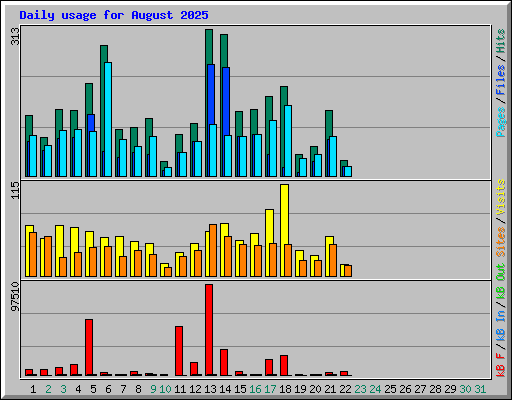 Daily usage for August 2025
313
Pages / Files / Hits
115
Sites / Visits
97510
kB F / kB In / kB Out
1 2 3 4 5 6 7 8 9 10 11 12 13 14 15 16 17 18 19 20 21 22 23 24 25 26 27 28 29 30 31